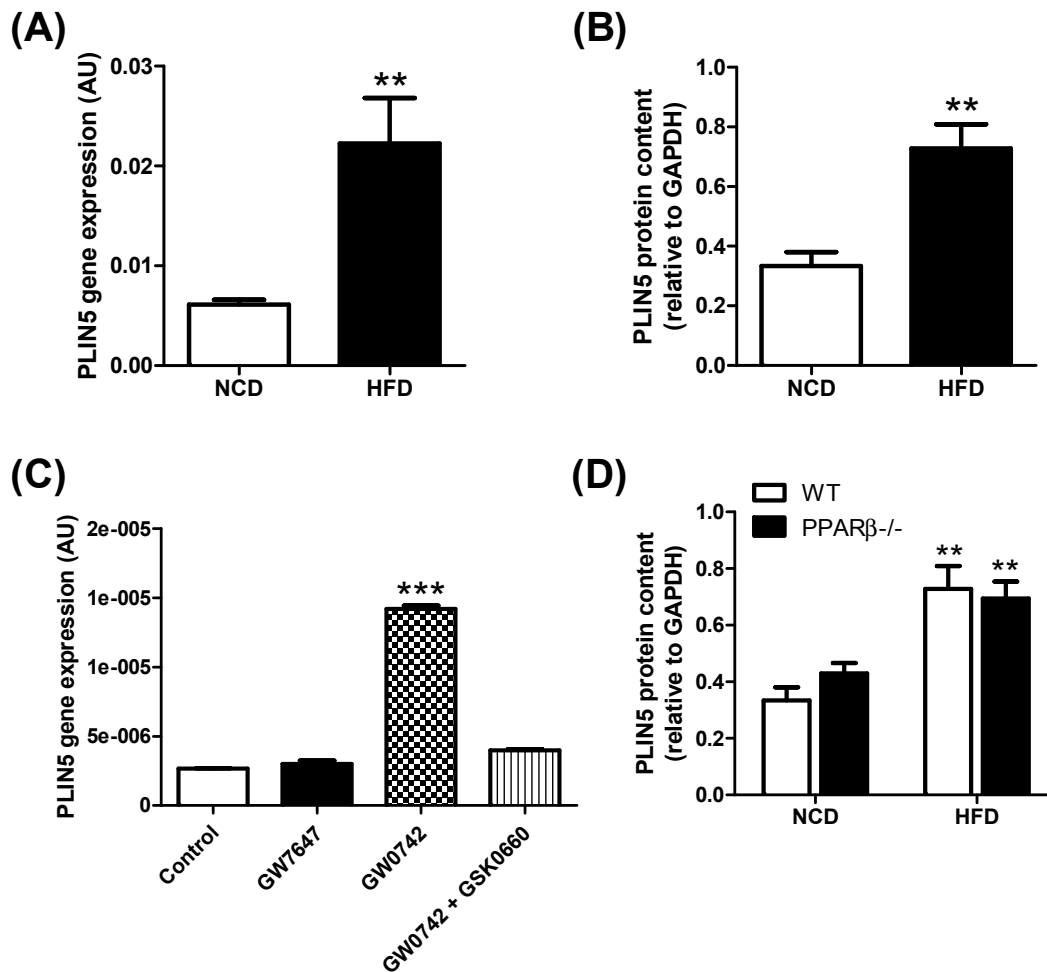 (A)
PLIN5 gene expression (AU)
0.03
0.02
0.01
0.00
**
NCD HFD
(B)
PLIN5 protein content
(relative to GAPDH)
1.0
0.8
0.6
0.4
0.2
0.0
**
NCD HFD
(C)
PLIN5 gene expression (AU)
2e-005
1e-005
1e-005
5e-006
0
***
Control
GW7647
GW0742
GW0742 + GSK0660
(D)
WT
PPARβ-/-
PLIN5 protein content
(relative to GAPDH)
1.0
0.8
0.6
0.4
0.2
0.0
** **
NCD HFD